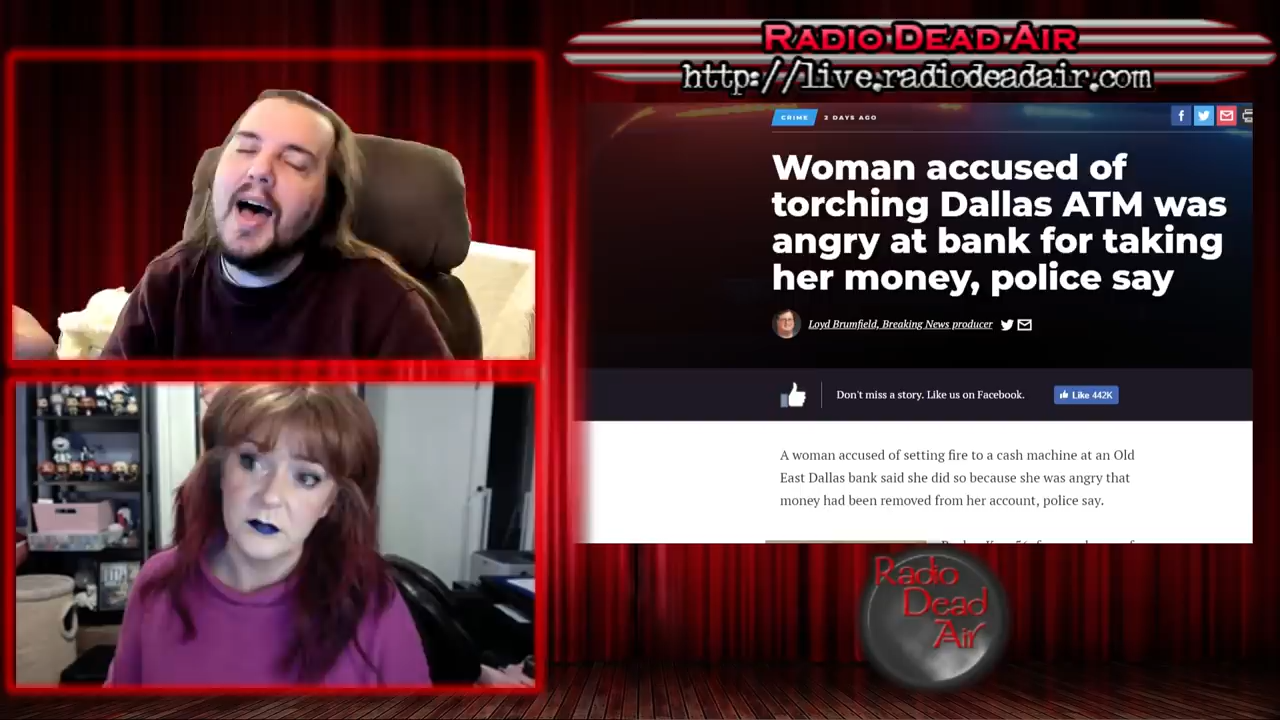 RADIO DEAD AIR
http://live.radiodeadair.com
CRIME 2 DAYS AGO
Woman accused of
torching Dallas ATM was
angry at bank for taking
her money, police say
Loyd Brumfield, Breaking News producer
Don't miss a story. Like us on Facebook.
Like 442K
A woman accused of setting fire to a cash machine at an Old
East Dallas bank said she did so because she was angry that
money had been removed from her account, police say.
Radio
Dead
Air